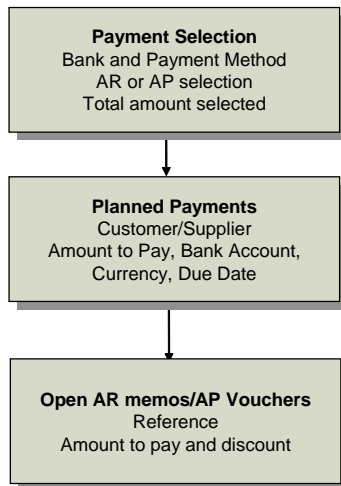 Payment Selection
Bank and Payment Method
AR or AP selection
Total amount selected
Planned Payments
Customer/Supplier
Amount to Pay, Bank Account,
Currency, Due Date
Open AR memos/AP Vouchers
Reference
Amount to pay and discount